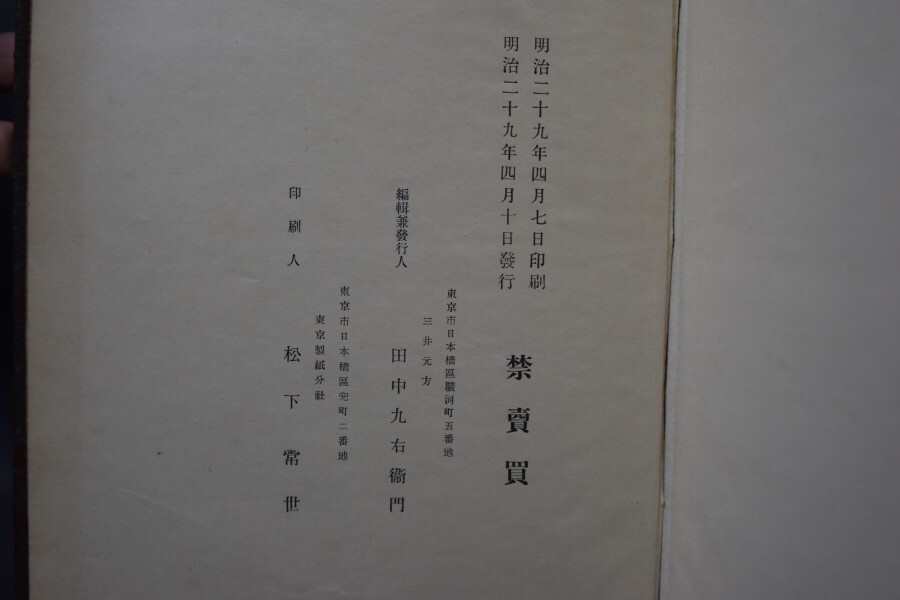 明治二十九年四月七日印刷
明治二十九年四月十日發行
禁賣買
東京市日本橋區駿河町五番地
三井元方
編輯兼發行人 田中九右衞門
東京市日本橋區兜町二番地
東京製紙分社
印刷人 松下常世